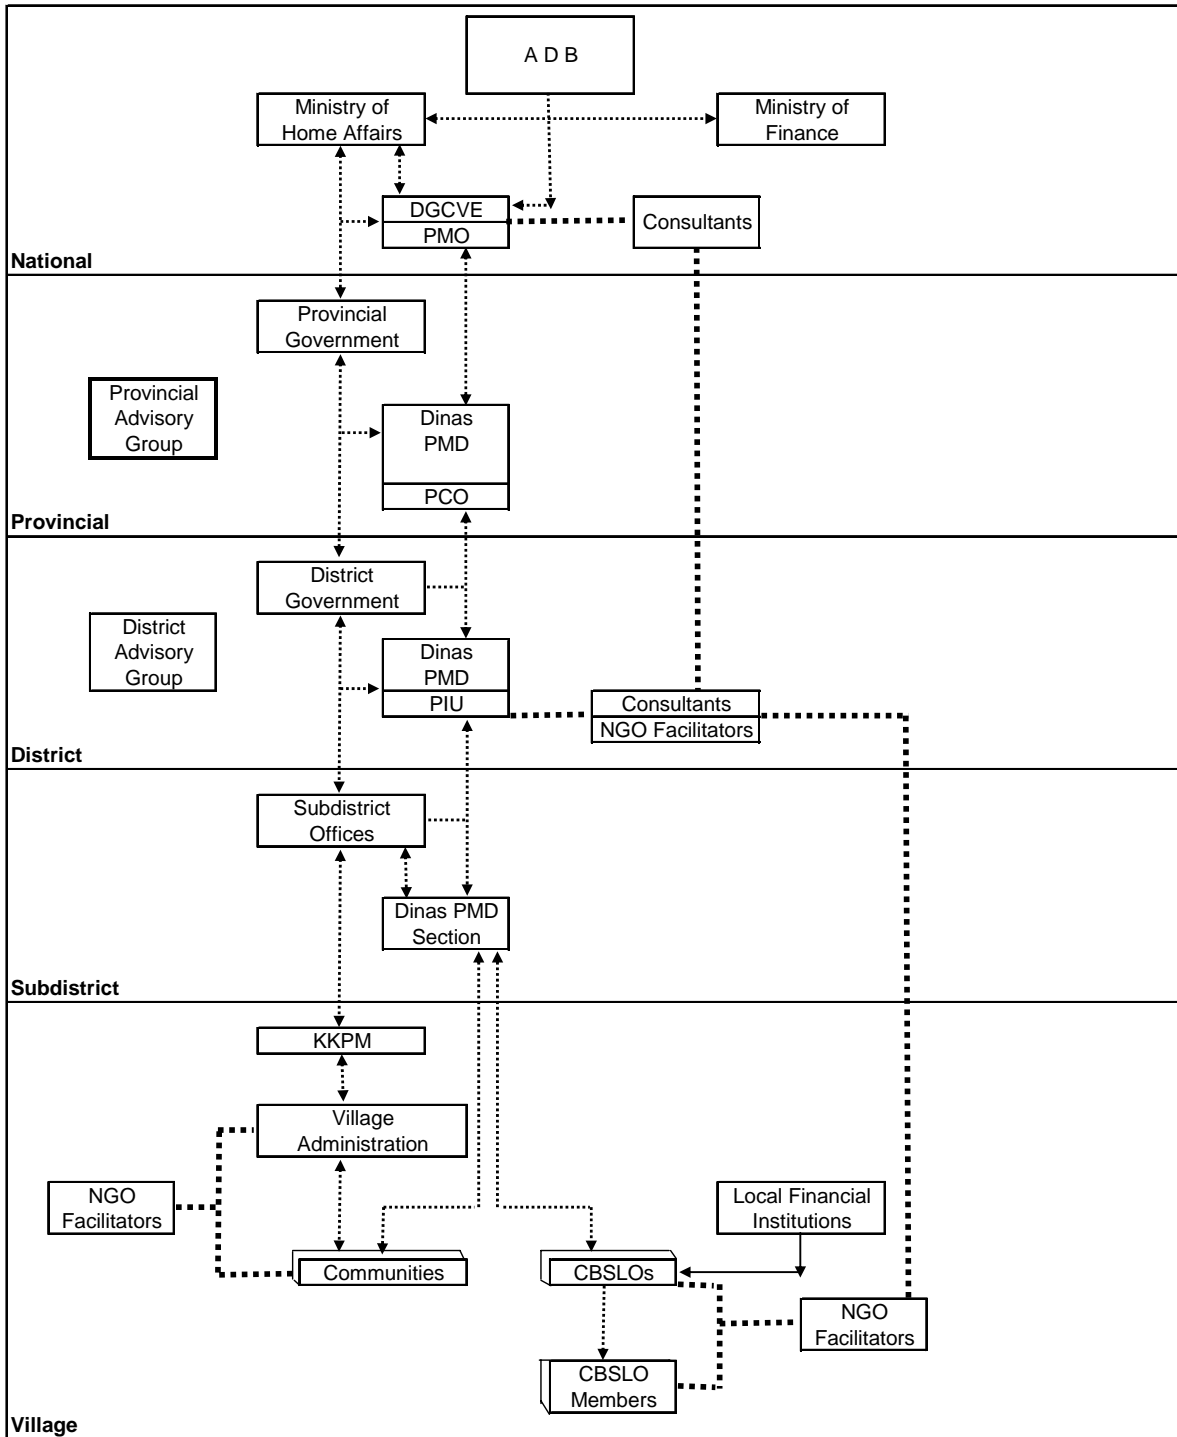 A D B
Ministry of
Home Affairs
Ministry of
Finance
DGCVE
PMO
Consultants
National
Provincial
Government
Provincial
Advisory
Group
Dinas
PMD
PCO
Provincial
District
Government
District
Advisory
Group
Dinas
PMD
PIU
Consultants
NGO Facilitators
District
Subdistrict
Offices
Dinas PMD
Section
Subdistrict
KKPM
Village
Administration
NGO
Facilitators
Local Financial
Institutions
Communities
CBSLOs
NGO
Facilitators
CBSLO
Members
Village